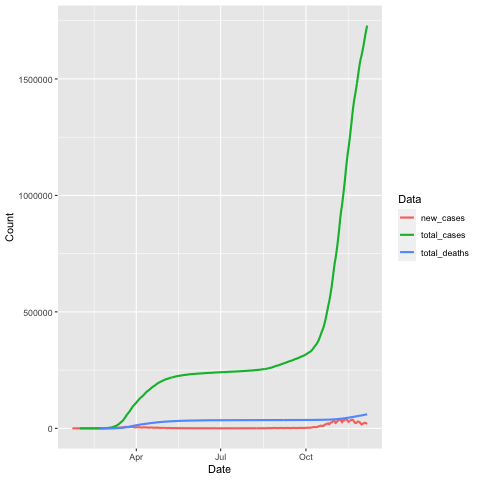 Count
1500000
1000000
500000
0
Apr
Jul
Oct
Date
Data
new_cases
total_cases
total_deaths